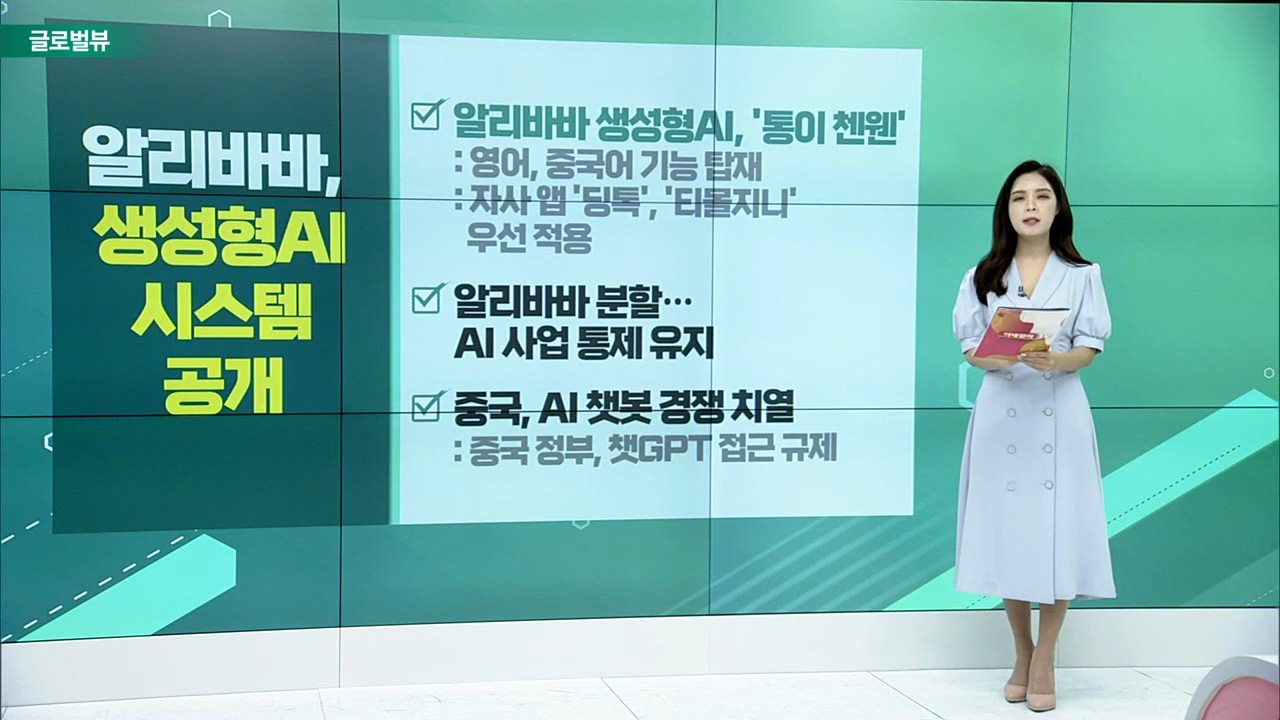 글로벌뷰
알리바바,
생성형AI
시스템
공개
알리바바 생성형AI, '통이 첸원'
: 영어, 중국어 기능 탑재
: 자사 앱 '딩톡', '티몰지니'
우선 적용
알리바바 분할…
AI 사업 통제 유지
중국, AI 챗봇 경쟁 치열
: 중국 정부, 챗GPT 접근 규제